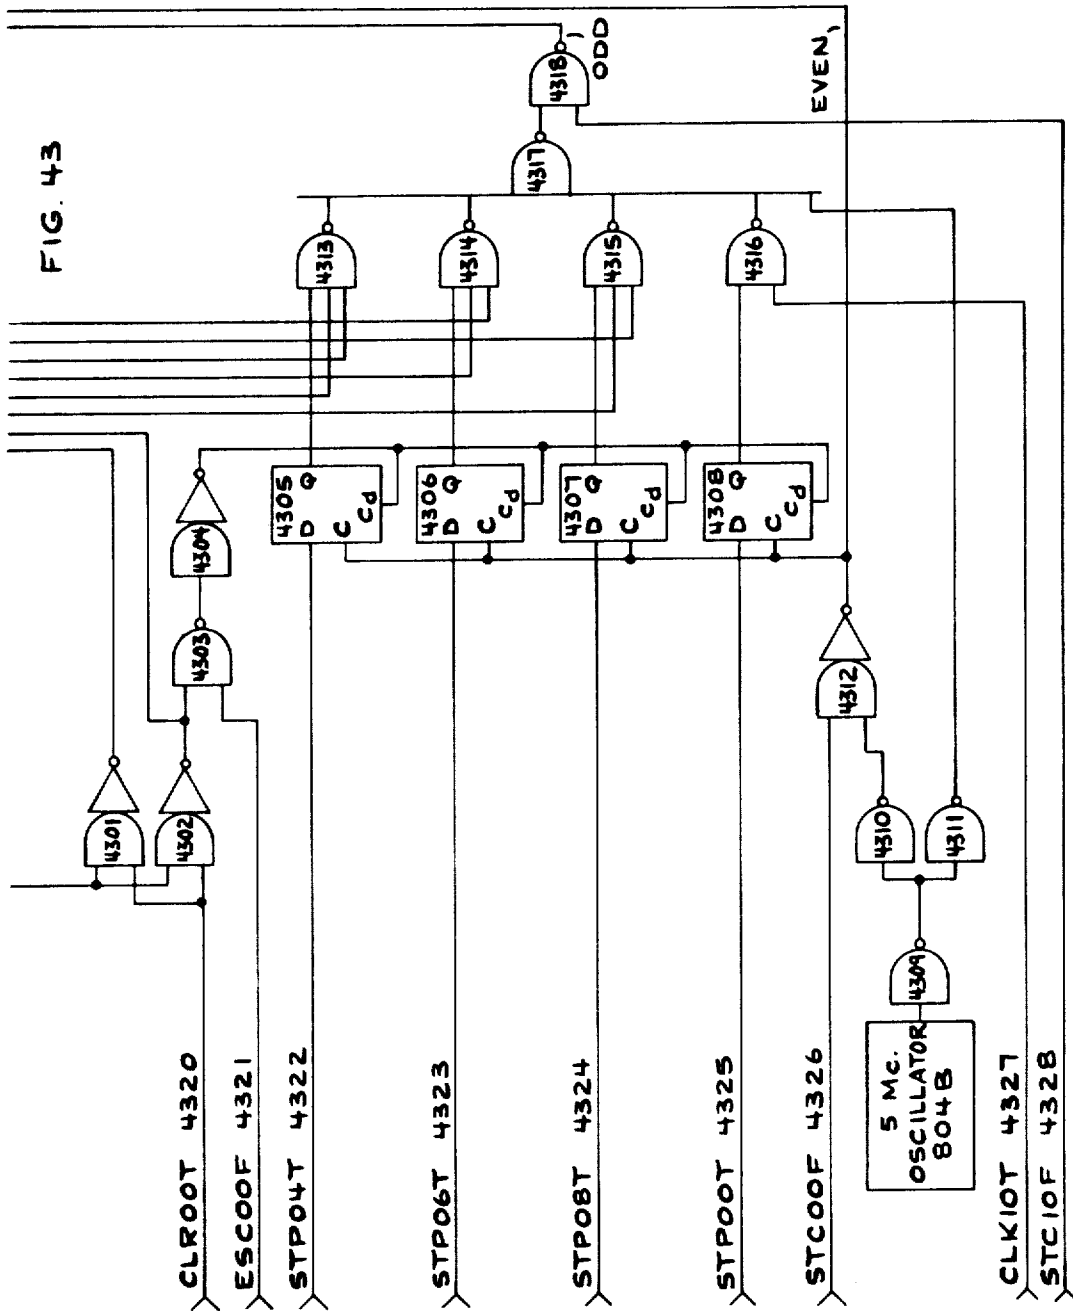 FIG. 43
EVEN,
ODD,
4318
4317
4313
4314
4315
4316
4305
D Q
C
Cd
4306
D Q
C
Cd
4307
D Q
C
Cd
4308
D Q
C
Cd
4304
4303
4301
4302
4312
4310
4311
4309
5 Mc.
OSCILLATOR
804B
CLR00T 4320
ESC00F 4321
STP04T 4322
STP06T 4323
STP08T 4324
STP00T 4325
STC00F 4326
CLK10T 4327
STC10F 4328